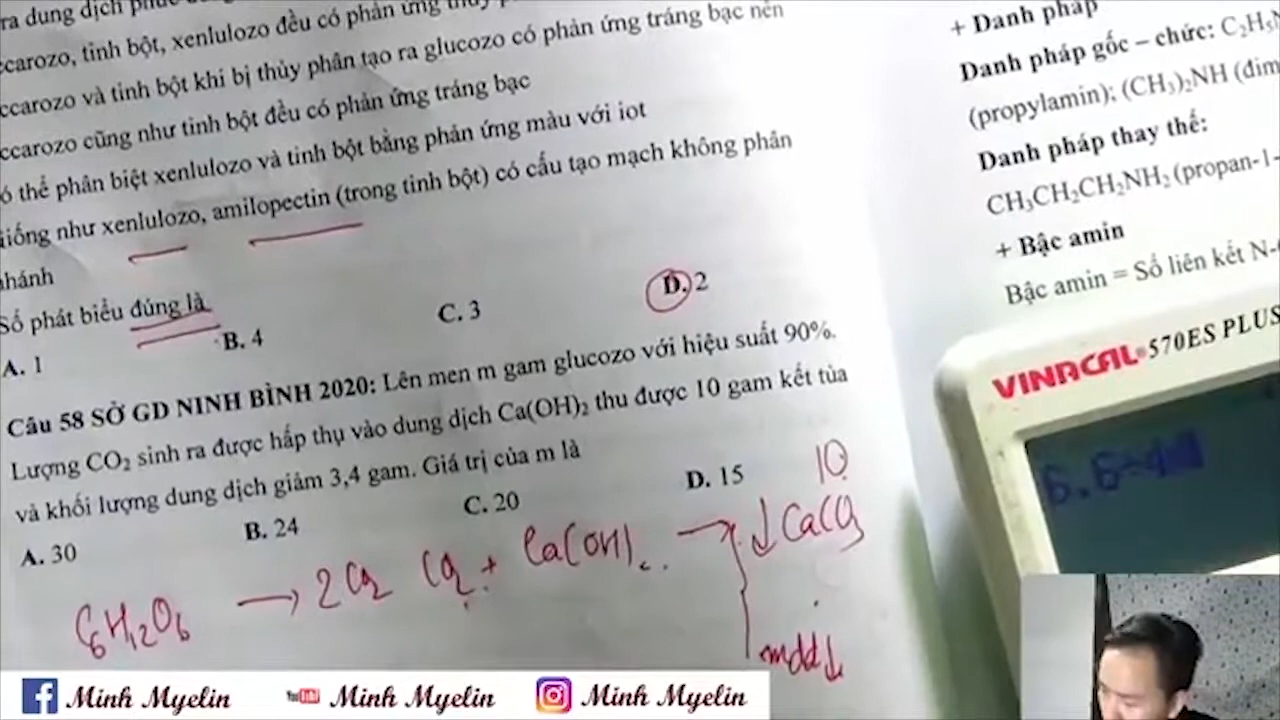 ra dung dịch
carozo, tinh bột, xenlulozo đều có phản ứng
ccarozo và tinh bột khi bị thủy phân tạo ra glucozo có phản ứng tráng bạc nên
ccarozo cũng như tinh bột đều có phản ứng tráng bạc
ó thể phân biệt xenlulozo và tinh bột bằng phản ứng màu với iot
iống như xenlulozo, amilopectin (trong tinh bột) có cấu tạo mạch không phân
nhánh
Số phát biểu đúng là
A. 1 B. 4 C. 3 D. 2
Câu 58 SỞ GD NINH BÌNH 2020: Lên men m gam glucozo với hiệu suất 90%.
Lượng CO₂ sinh ra được hấp thụ vào dung dịch Ca(OH)₂ thu được 10 gam kết tủa
và khối lượng dung dịch giảm 3,4 gam. Giá trị của m là
A. 30 B. 24 C. 20 D. 15
10
C₆H₁₂O₆ → 2CO₂ CO₂ + Ca(OH)₂ → ↓CaCO₃
mdd↓
+ Danh pháp
Danh pháp gốc – chức: C₂H₅N
(propylamin); (CH₃)₂NH (đim
Danh pháp thay thế:
CH₃CH₂CH₂NH₂ (propan-1-
+ Bậc amin
Bậc amin = Số liên kết N-
VINACAL 570ES PLUS
Minh Myelin Minh Myelin Minh Myelin